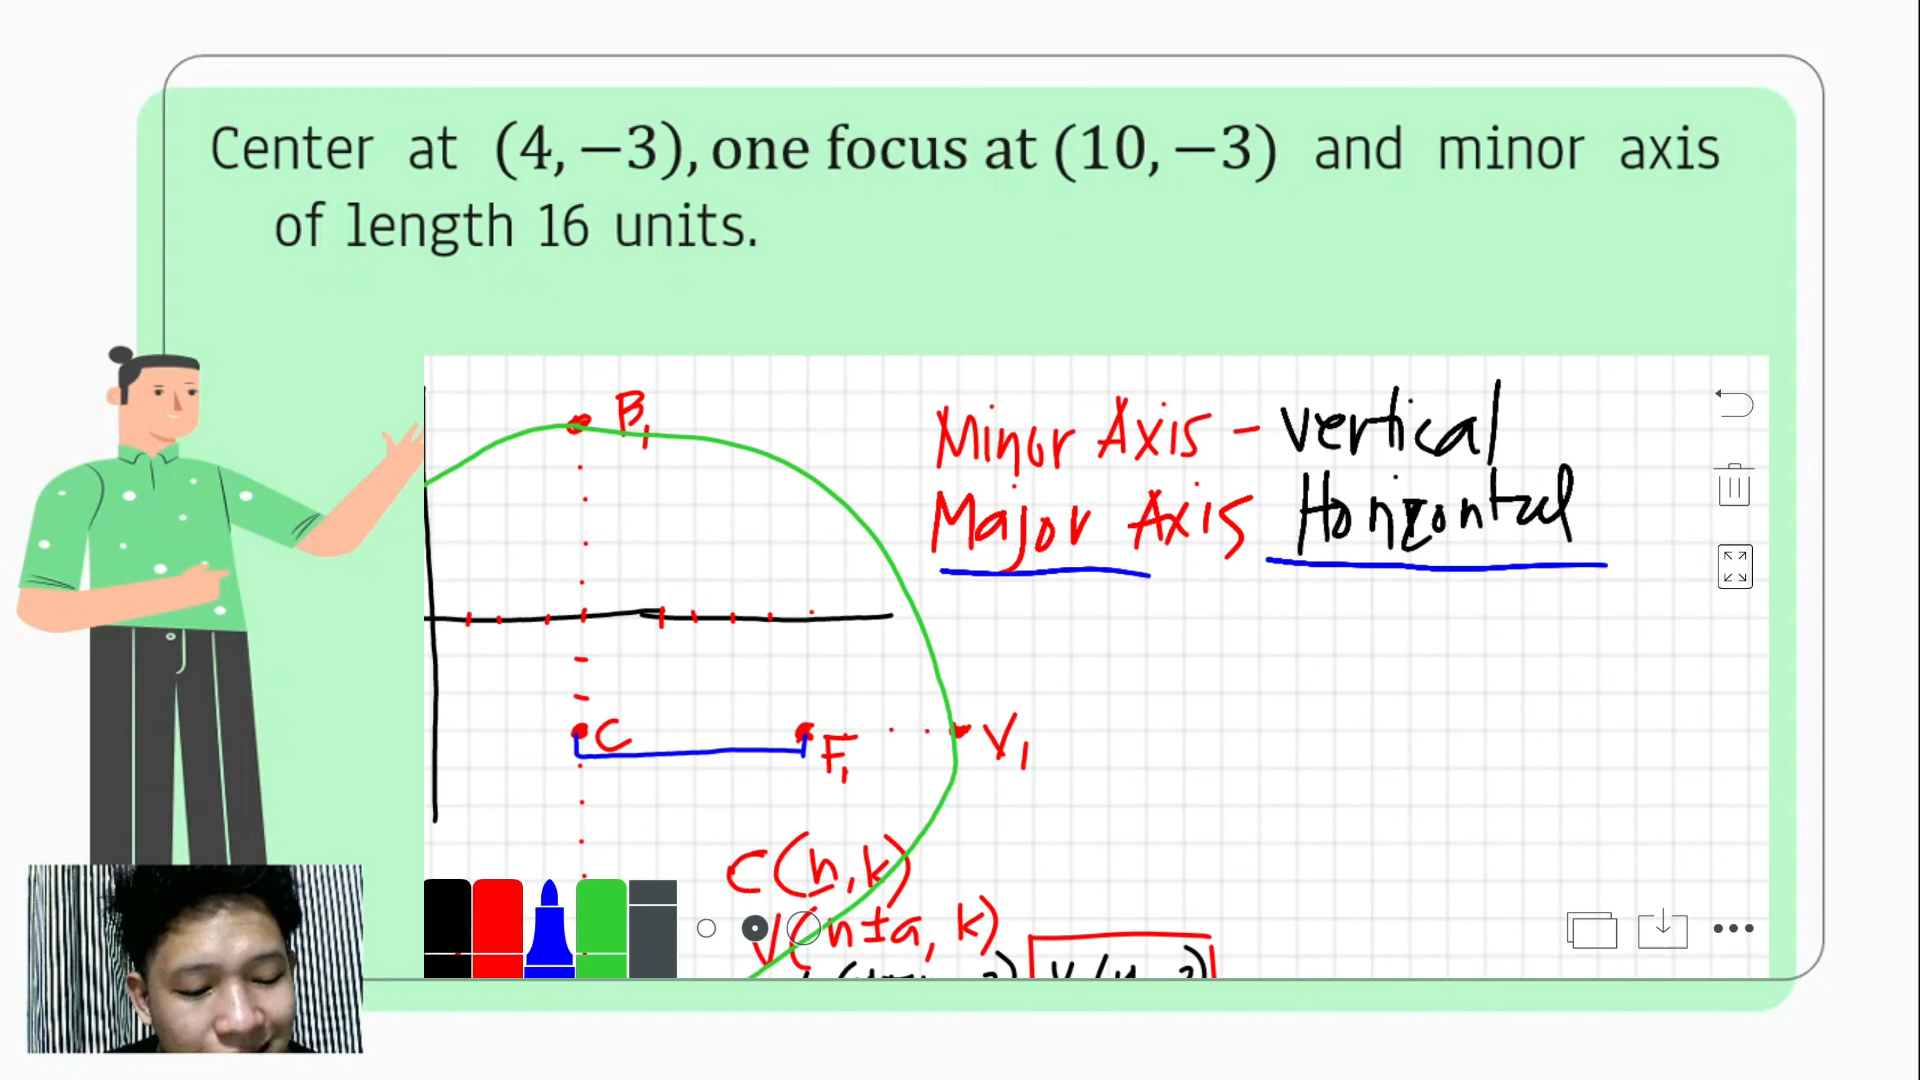 Center at (4, −3), one focus at (10, −3) and minor axis
of length 16 units.
B₁
Minor Axis - vertical
Major Axis Horizontal
C
F₁
V₁
C(h, k)
V(h±a, k)